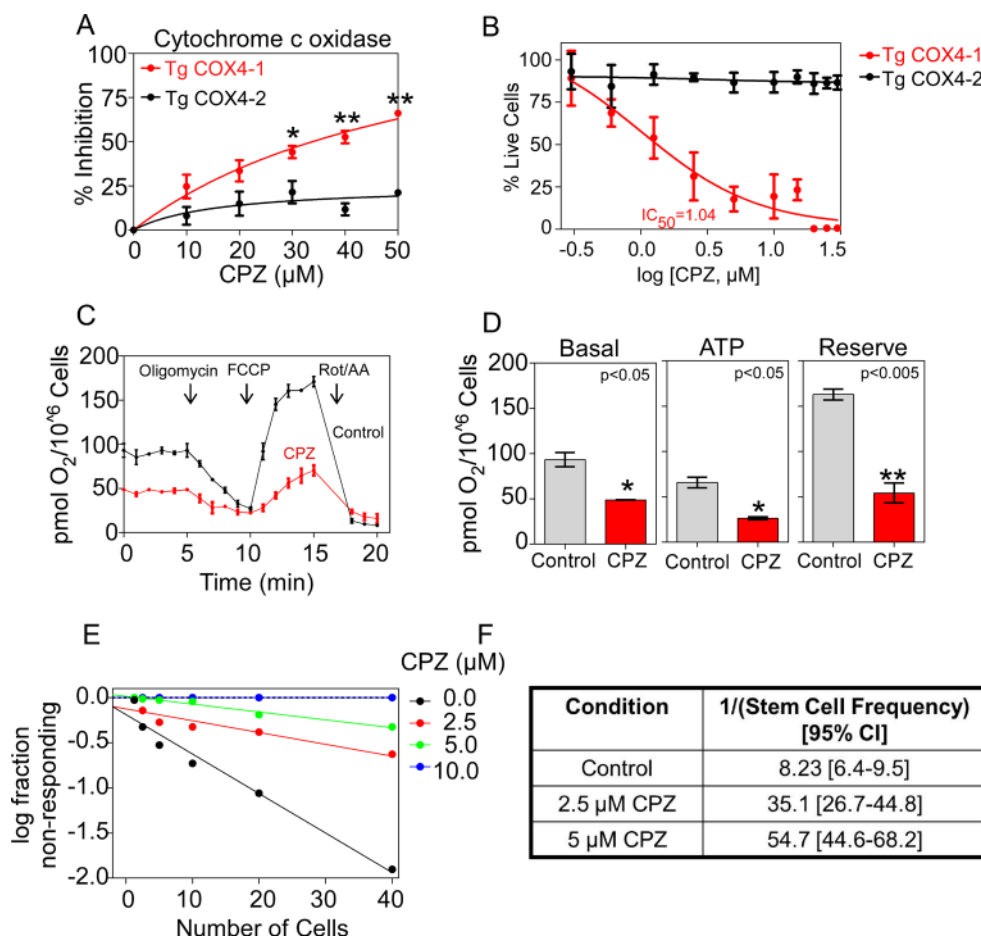 A
Cytochrome c oxidase
Tg COX4-1
Tg COX4-2
% Inhibition
100
75
50
25
0
*
**
**
0 10 20 30 40 50
CPZ (µM)
B
Tg COX4-1
Tg COX4-2
% Live Cells
100
75
50
25
0
IC50=1.04
-0.5 0.0 0.5 1.0 1.5
log [CPZ, µM]
C
pmol O2/10^6 Cells
200
150
100
50
0
Oligomycin FCCP Rot/AA
Control
CPZ
0 5 10 15 20
Time (min)
D
pmol O2/10^6 Cells
200
150
100
50
0
Basal ATP Reserve
p<0.05 p<0.05 p<0.005
* * **
Control CPZ Control CPZ Control CPZ
E
log fraction
non-responding
0.0
-0.5
-1.0
-1.5
-2.0
0 10 20 30 40
Number of Cells
CPZ (µM)
0.0
2.5
5.0
10.0
F
Condition 1/(Stem Cell Frequency)
[95% CI]
Control 8.23 [6.4-9.5]
2.5 µM CPZ 35.1 [26.7-44.8]
5 µM CPZ 54.7 [44.6-68.2]